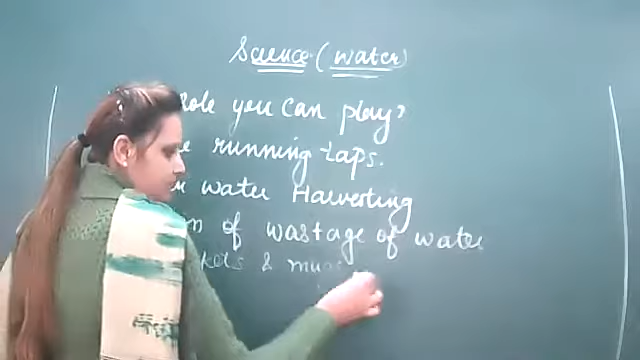 Science (water)
role you can play?
running taps.
water Harvesting
of wastage of water
&